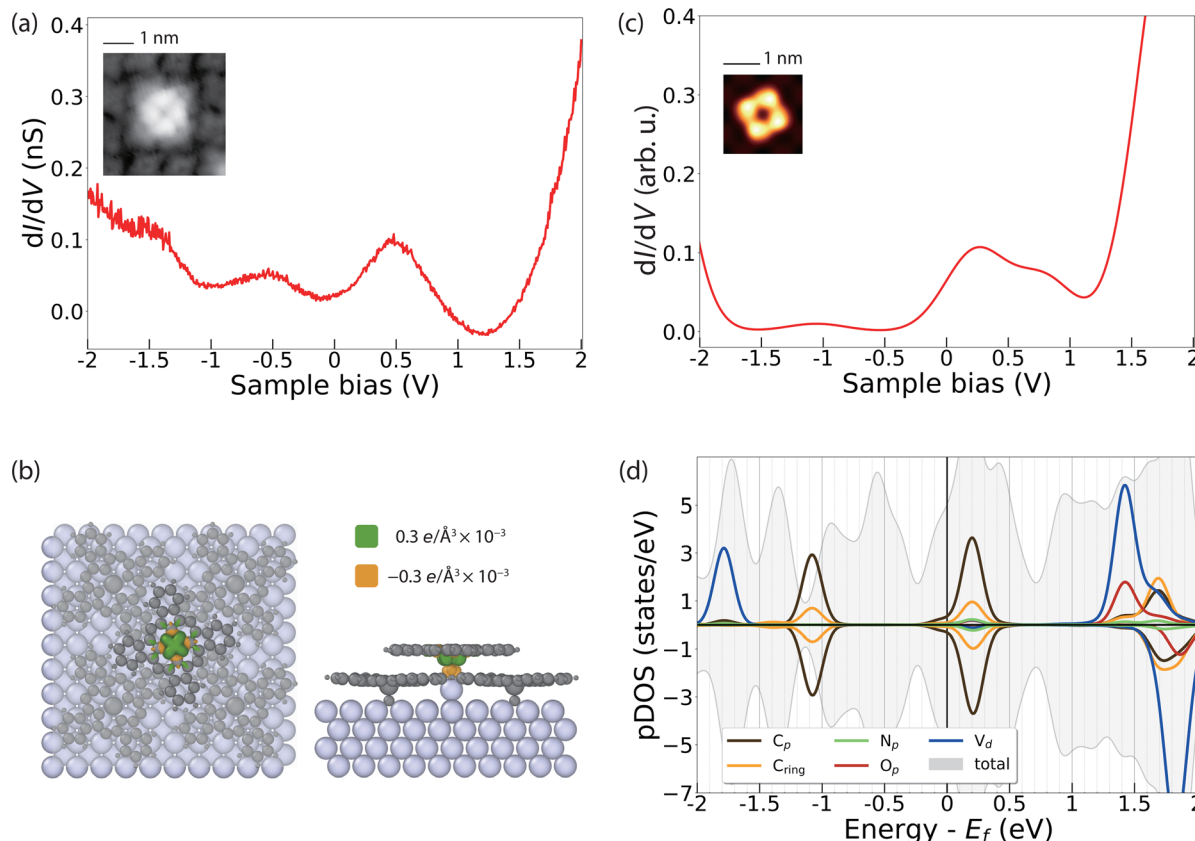 (a)
1 nm
0.4
0.3
0.2
0.1
0.0
dI/dV (nS)
-2 -1.5 -1 -0.5 0 0.5 1 1.5 2
Sample bias (V)
(c)
1 nm
0.4
0.3
0.2
0.1
0.0
dI/dV (arb. u.)
-2 -1.5 -1 -0.5 0 0.5 1 1.5 2
Sample bias (V)
(b)
0.3 e/Å³ × 10⁻³
−0.3 e/Å³ × 10⁻³
(d)
5
3
1
-1
-3
-5
-7
pDOS (states/eV)
Cₚ Nₚ V_d
C_ring Oₚ total
-2 -1.5 -1 -0.5 0 0.5 1 1.5 2
Energy - E_f (eV)